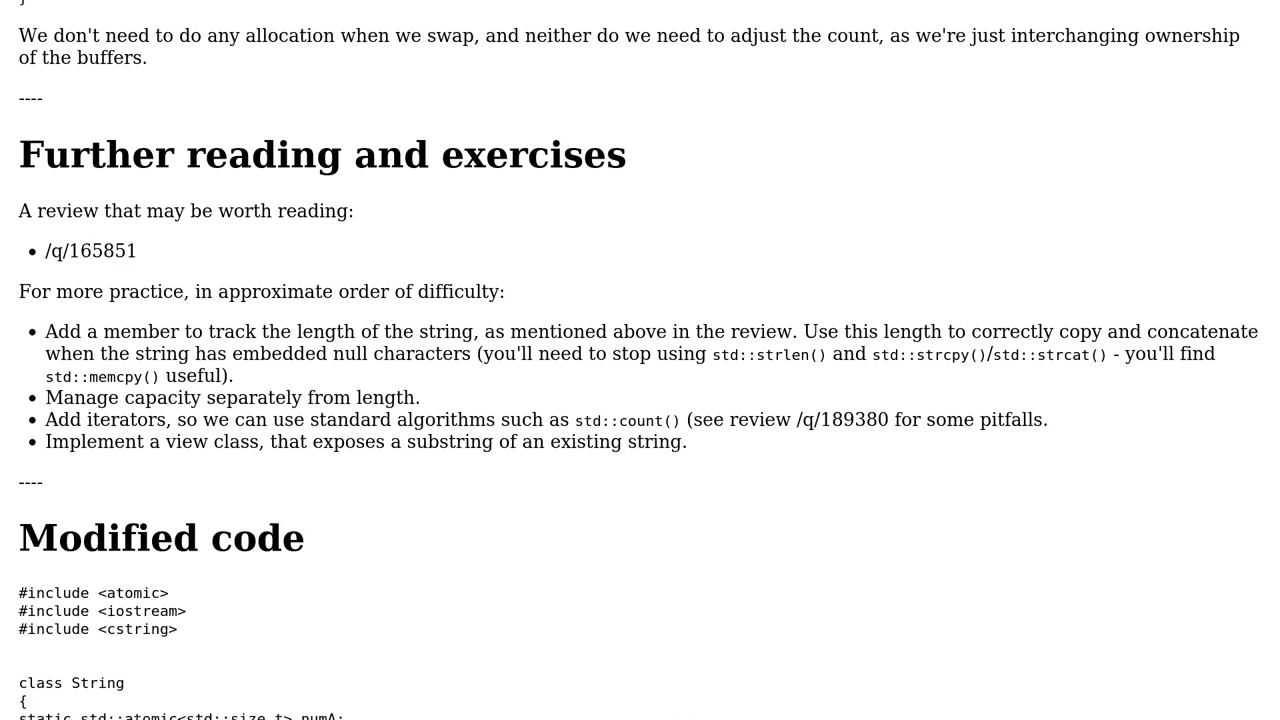 }
We don't need to do any allocation when we swap, and neither do we need to adjust the count, as we're just interchanging ownership
of the buffers.
----
Further reading and exercises
A review that may be worth reading:
• /q/165851
For more practice, in approximate order of difficulty:
• Add a member to track the length of the string, as mentioned above in the review. Use this length to correctly copy and concatenate
when the string has embedded null characters (you'll need to stop using std::strlen() and std::strcpy()/std::strcat() - you'll find
std::memcpy() useful).
• Manage capacity separately from length.
• Add iterators, so we can use standard algorithms such as std::count() (see review /q/189380 for some pitfalls.
• Implement a view class, that exposes a substring of an existing string.
----
Modified code
#include <atomic>
#include <iostream>
#include <cstring>
class String
{
static std::atomic<std::size_t> numA;